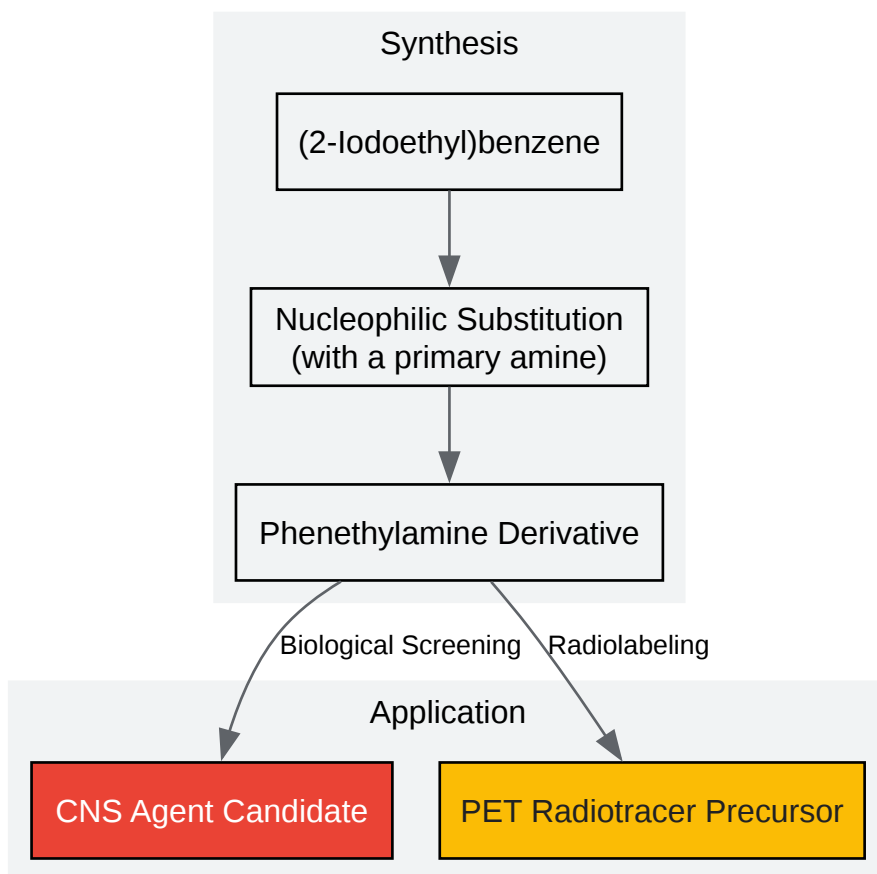 Synthesis
(2-Iodoethyl)benzene
Nucleophilic Substitution
(with a primary amine)
Phenethylamine Derivative
Biological Screening
Radiolabeling
Application
CNS Agent Candidate
PET Radiotracer Precursor